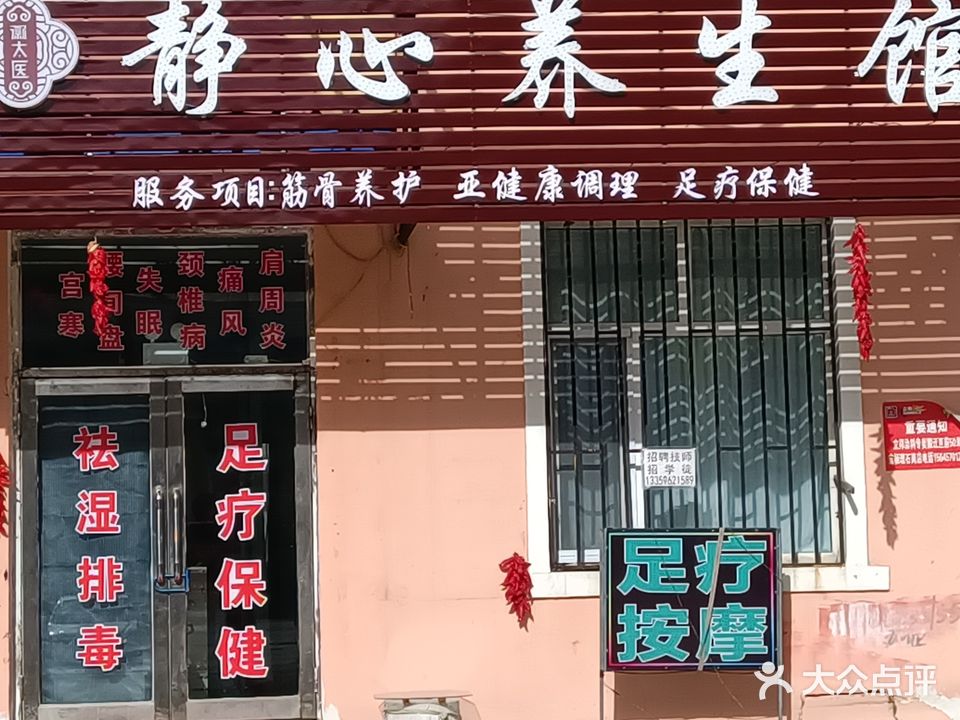 御太医
静心养生馆
服务项目:筋骨养护 亚健康调理 足疗保健
肩周炎
痛风
颈椎病
失眠
腰间盘
宫寒
足疗保健
祛湿排毒
招聘技师
招学徒
13359621589
足疗
按摩
重要通知
大众点评